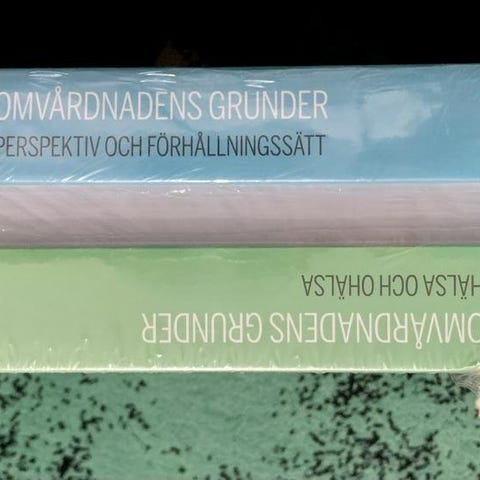 OMVÅRDNADENS GRUNDER
PERSPEKTIV OCH FÖRHÅLLNINGSSÄTT
OMVÅRDNADENS GRUNDER
HÄLSA OCH OHÄLSA